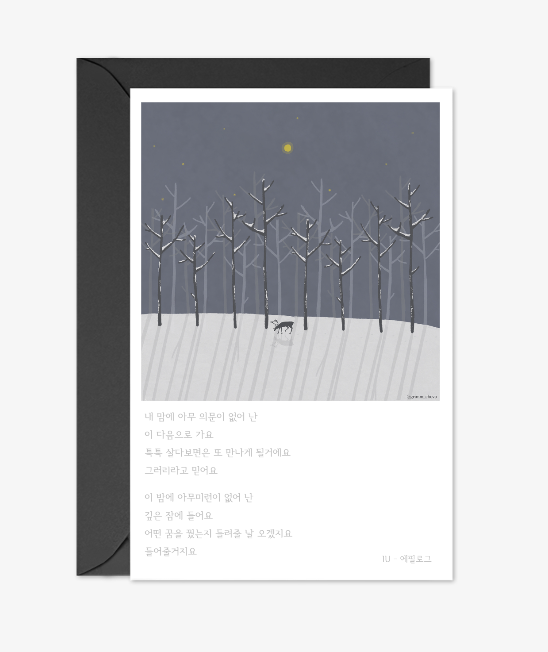 내 맘에 아무 의문이 없어 난
이 다음으로 가요
툭툭 살다보면은 또 만나게 될거예요
그러리라고 믿어요
이 밤에 아무미련이 없어 난
깊은 잠에 들어요
어떤 꿈을 꿨는지 들려줄 날 오겠지요
들어줄거지요
IU - 에필로그